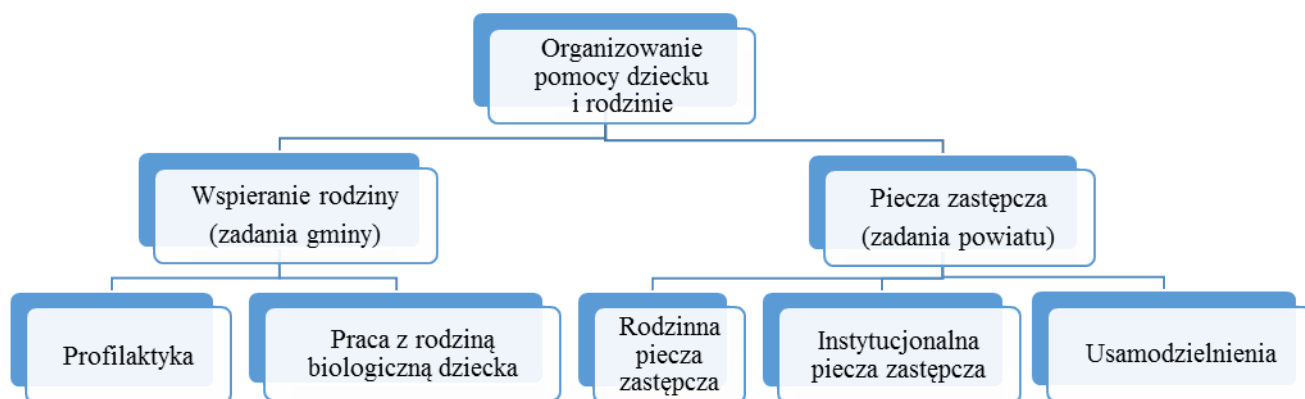 Organizowanie
pomocy dziecku
i rodzinie
Wspieranie rodziny
(zadania gminy)
Piecza zastępcza
(zadania powiatu)
Profilaktyka
Praca z rodziną
biologiczną dziecka
Rodzinna
piecza
zastępcza
Instytucjonalna
piecza zastępcza
Usamodzielnienia